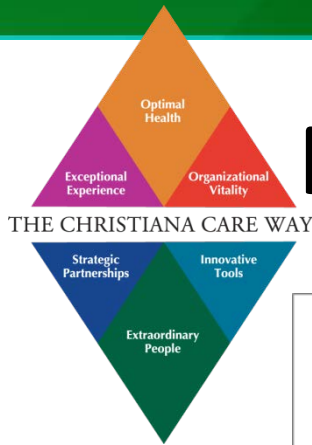 Optimal
Health
Exceptional
Experience
Organizational
Vitality
THE CHRISTIANA CARE WAY
Strategic
Partnerships
Innovative
Tools
Extraordinary
People